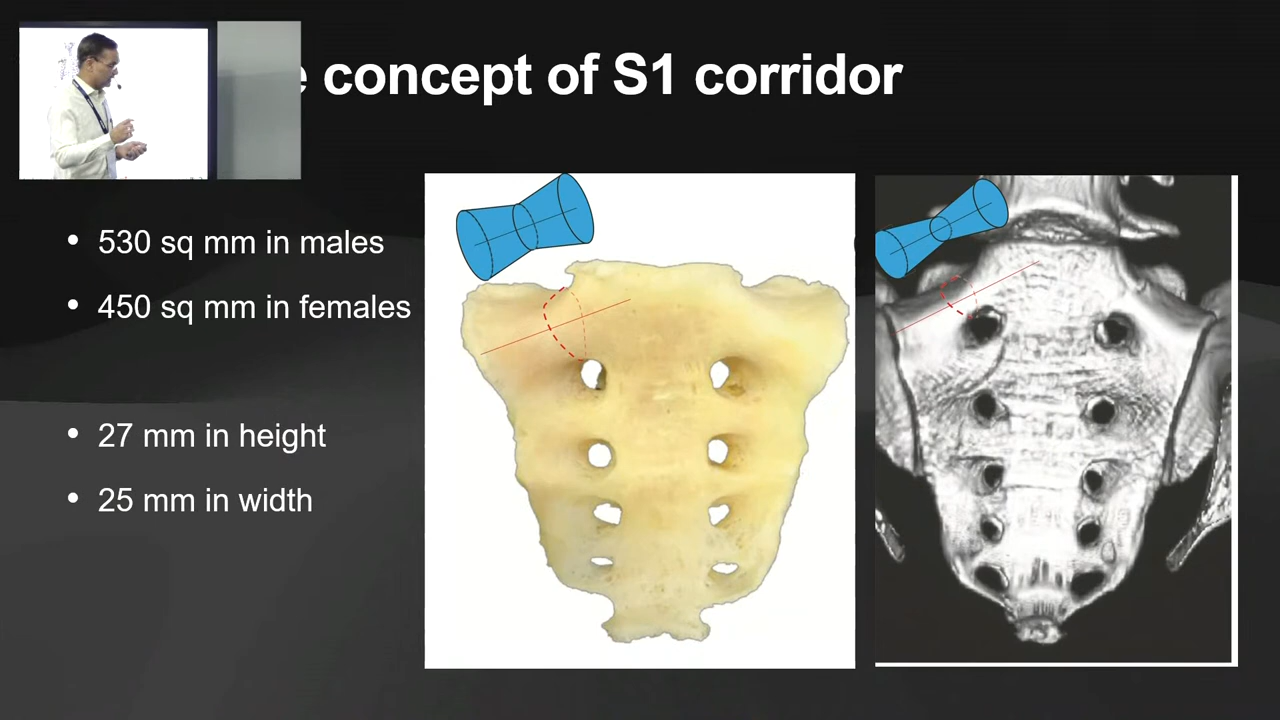 concept of S1 corridor
• 530 sq mm in males
• 450 sq mm in females
• 27 mm in height
• 25 mm in width